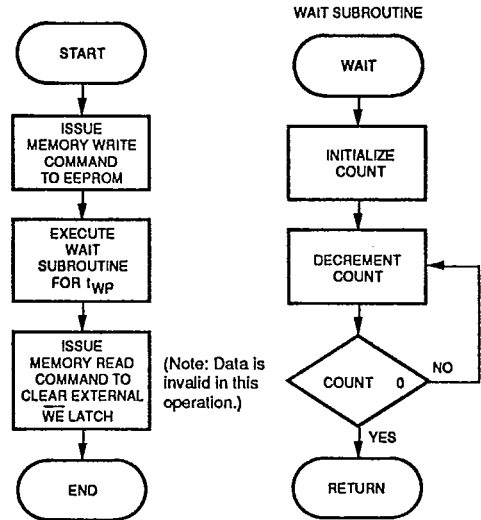 START
ISSUE
MEMORY WRITE
COMMAND
TO EEPROM
EXECUTE
WAIT
SUBROUTINE
FOR tWP
ISSUE
MEMORY READ
COMMAND TO
CLEAR EXTERNAL
WE LATCH
(Note: Data is
invalid in this
operation.)
END
WAIT SUBROUTINE
WAIT
INITIALIZE
COUNT
DECREMENT
COUNT
COUNT 0
NO
YES
RETURN